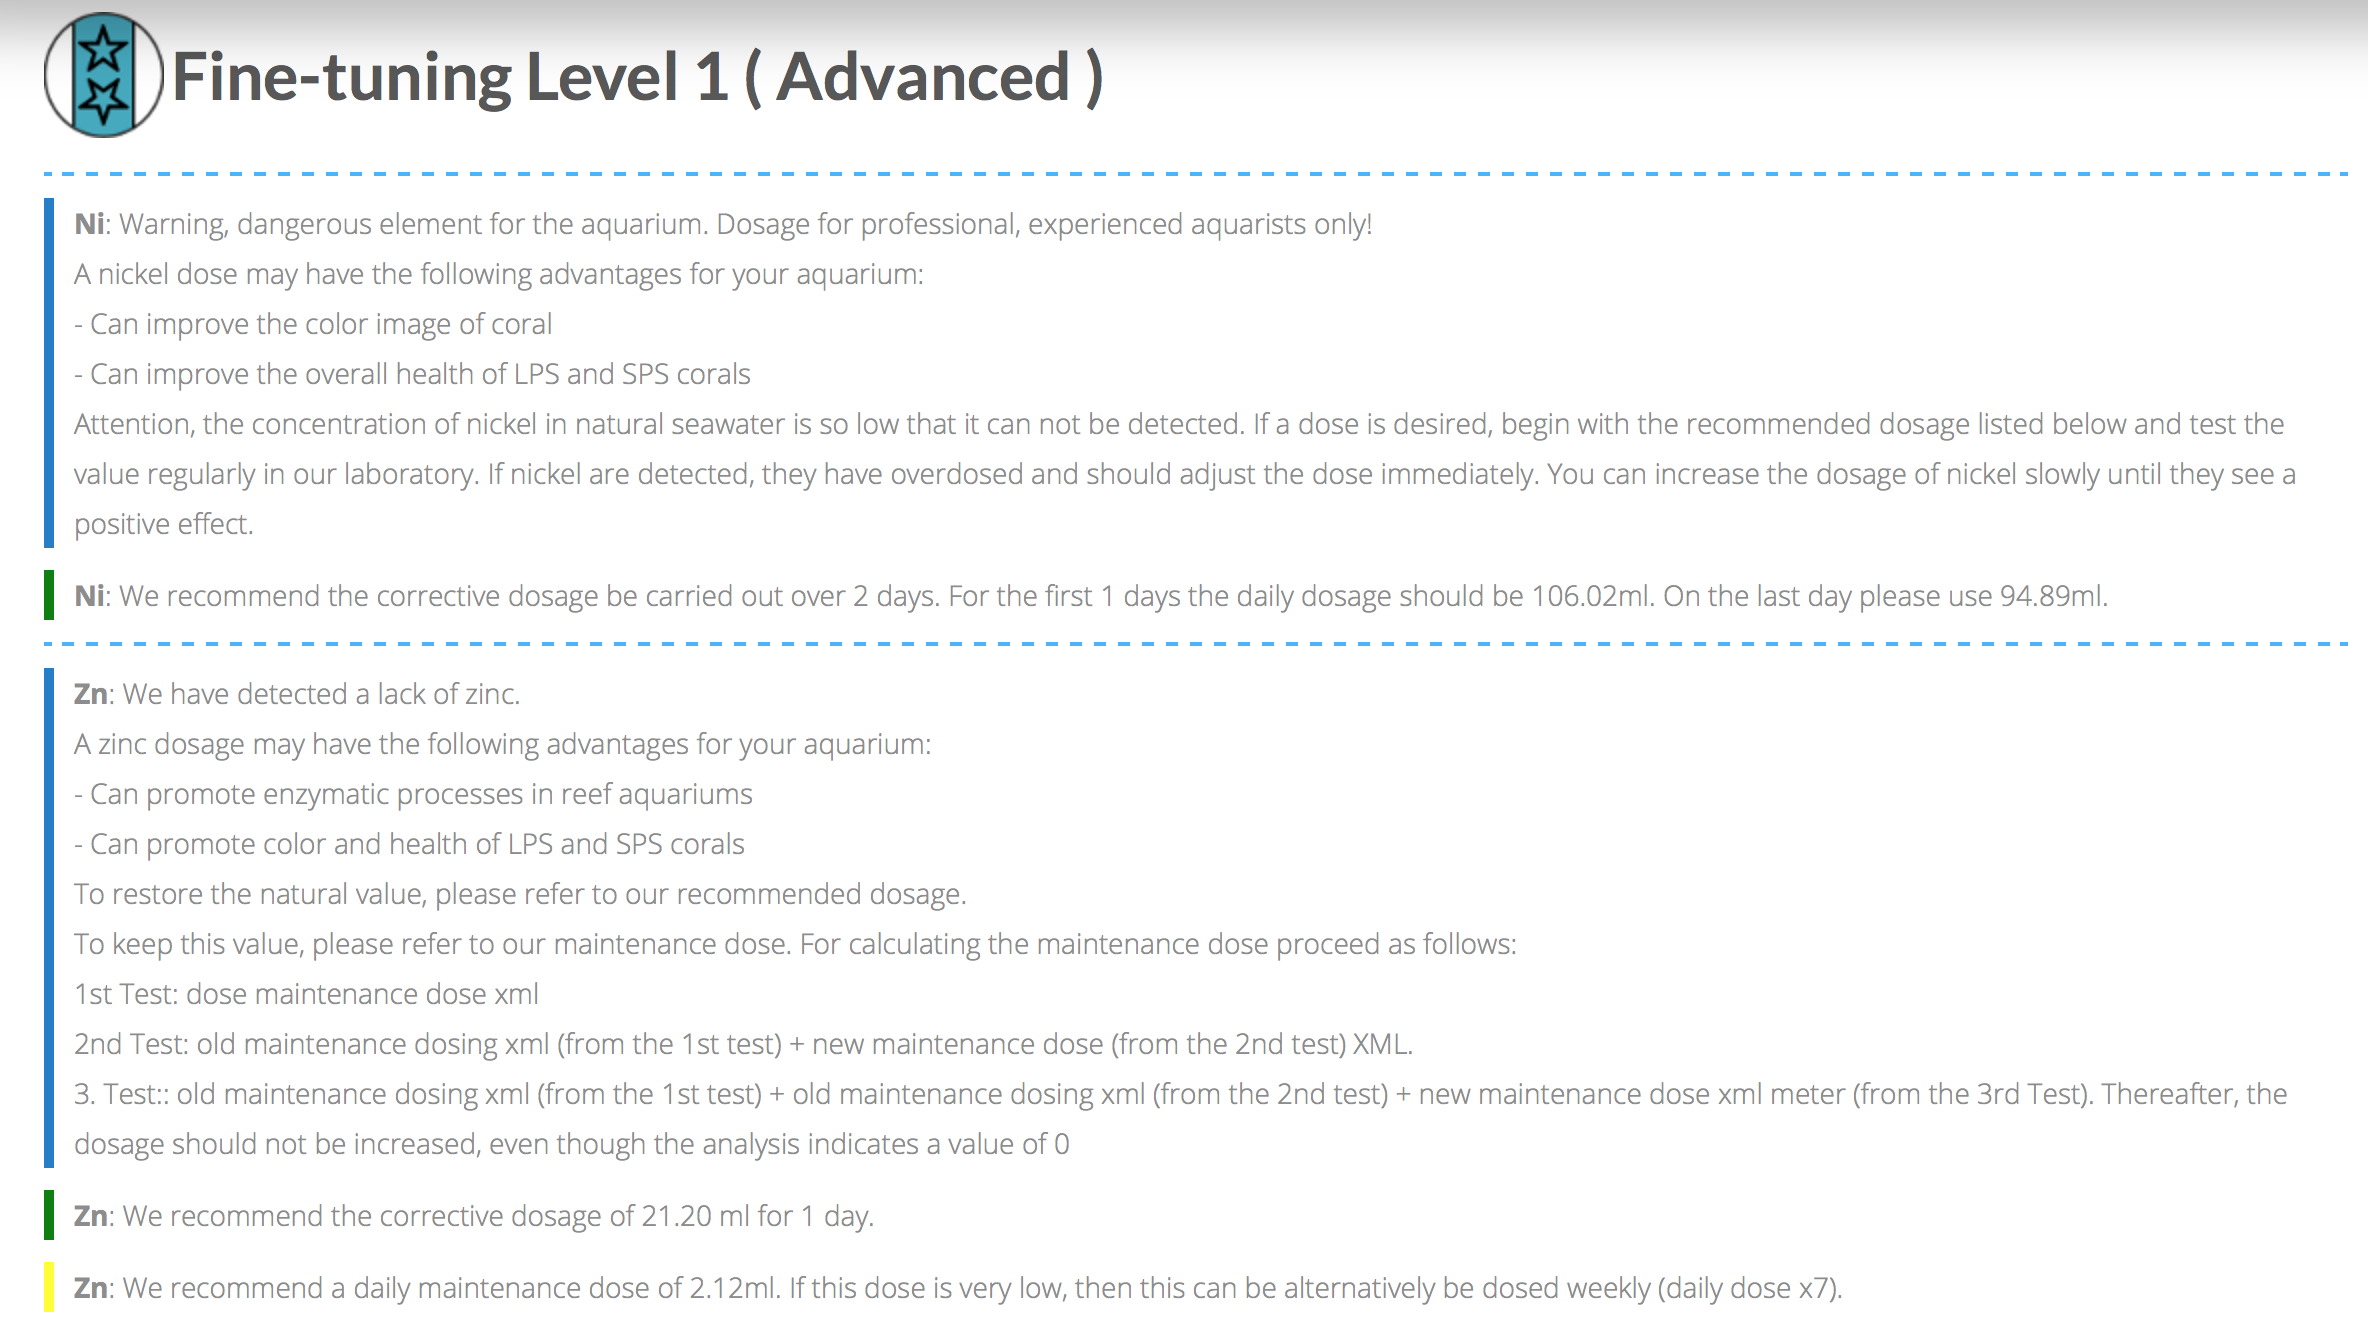 Fine-tuning Level 1 ( Advanced )
Ni: Warning, dangerous element for the aquarium. Dosage for professional, experienced aquarists only!
A nickel dose may have the following advantages for your aquarium:
- Can improve the color image of coral
- Can improve the overall health of LPS and SPS corals
Attention, the concentration of nickel in natural seawater is so low that it can not be detected. If a dose is desired, begin with the recommended dosage listed below and test the
value regularly in our laboratory. If nickel are detected, they have overdosed and should adjust the dose immediately. You can increase the dosage of nickel slowly until they see a
positive effect.
Ni: We recommend the corrective dosage be carried out over 2 days. For the first 1 days the daily dosage should be 106.02ml. On the last day please use 94.89ml.
Zn: We have detected a lack of zinc.
A zinc dosage may have the following advantages for your aquarium:
- Can promote enzymatic processes in reef aquariums
- Can promote color and health of LPS and SPS corals
To restore the natural value, please refer to our recommended dosage.
To keep this value, please refer to our maintenance dose. For calculating the maintenance dose proceed as follows:
1st Test: dose maintenance dose xml
2nd Test: old maintenance dosing xml (from the 1st test) + new maintenance dose (from the 2nd test) XML.
3. Test:: old maintenance dosing xml (from the 1st test) + old maintenance dosing xml (from the 2nd test) + new maintenance dose xml meter (from the 3rd Test). Thereafter, the
dosage should not be increased, even though the analysis indicates a value of 0
Zn: We recommend the corrective dosage of 21.20 ml for 1 day.
Zn: We recommend a daily maintenance dose of 2.12ml. If this dose is very low, then this can be alternatively be dosed weekly (daily dose x7).